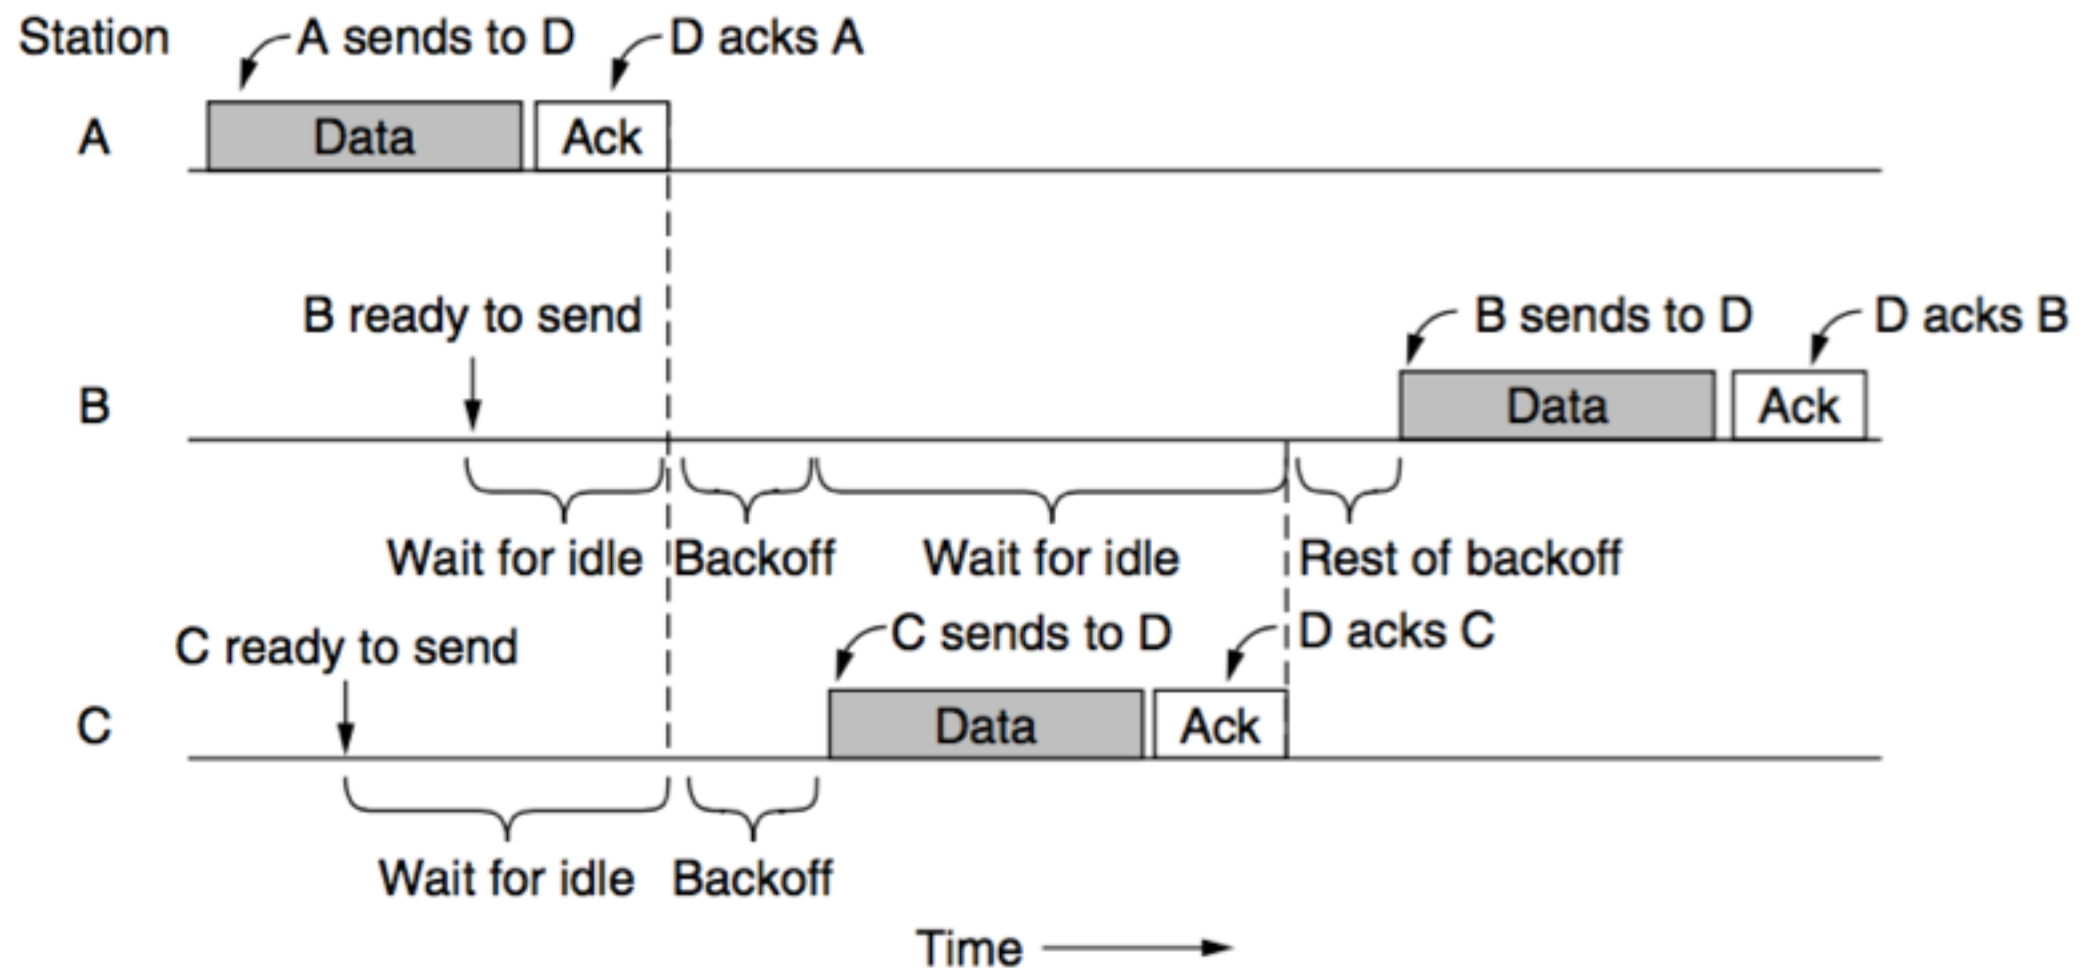 Station
A sends to D
D acks A
A
Data
Ack
B ready to send
B sends to D
D acks B
B
Data
Ack
Wait for idle
Backoff
Wait for idle
Rest of backoff
C ready to send
C sends to D
D acks C
C
Data
Ack
Wait for idle
Backoff
Time